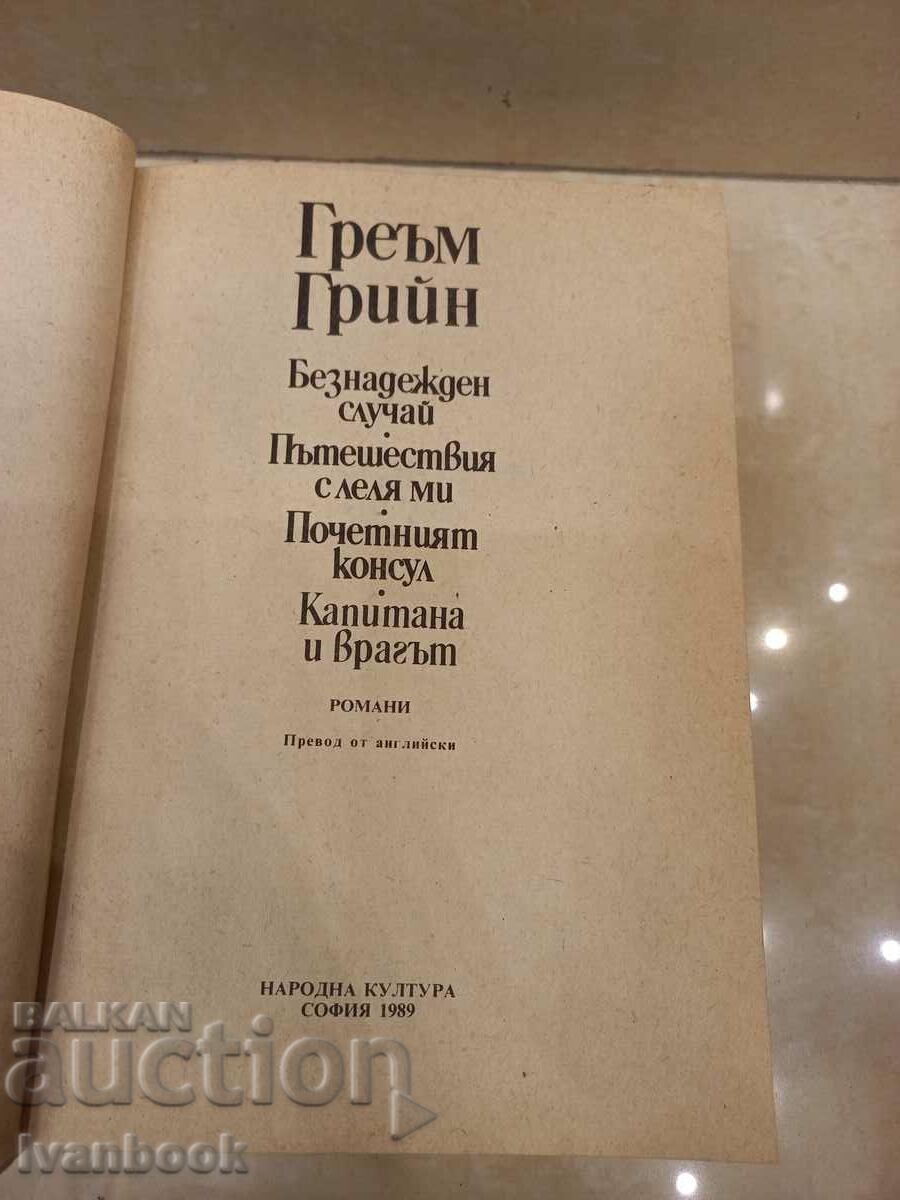 Греъм
Грийн
Безнадежден
случай
·
Пътешествия
с леля ми
·
Почетният
консул
·
Капитана
и врагът
РОМАНИ
Превод от английски
НАРОДНА КУЛТУРА
СОФИЯ 1989
BALKAN
auction
Ivanbook